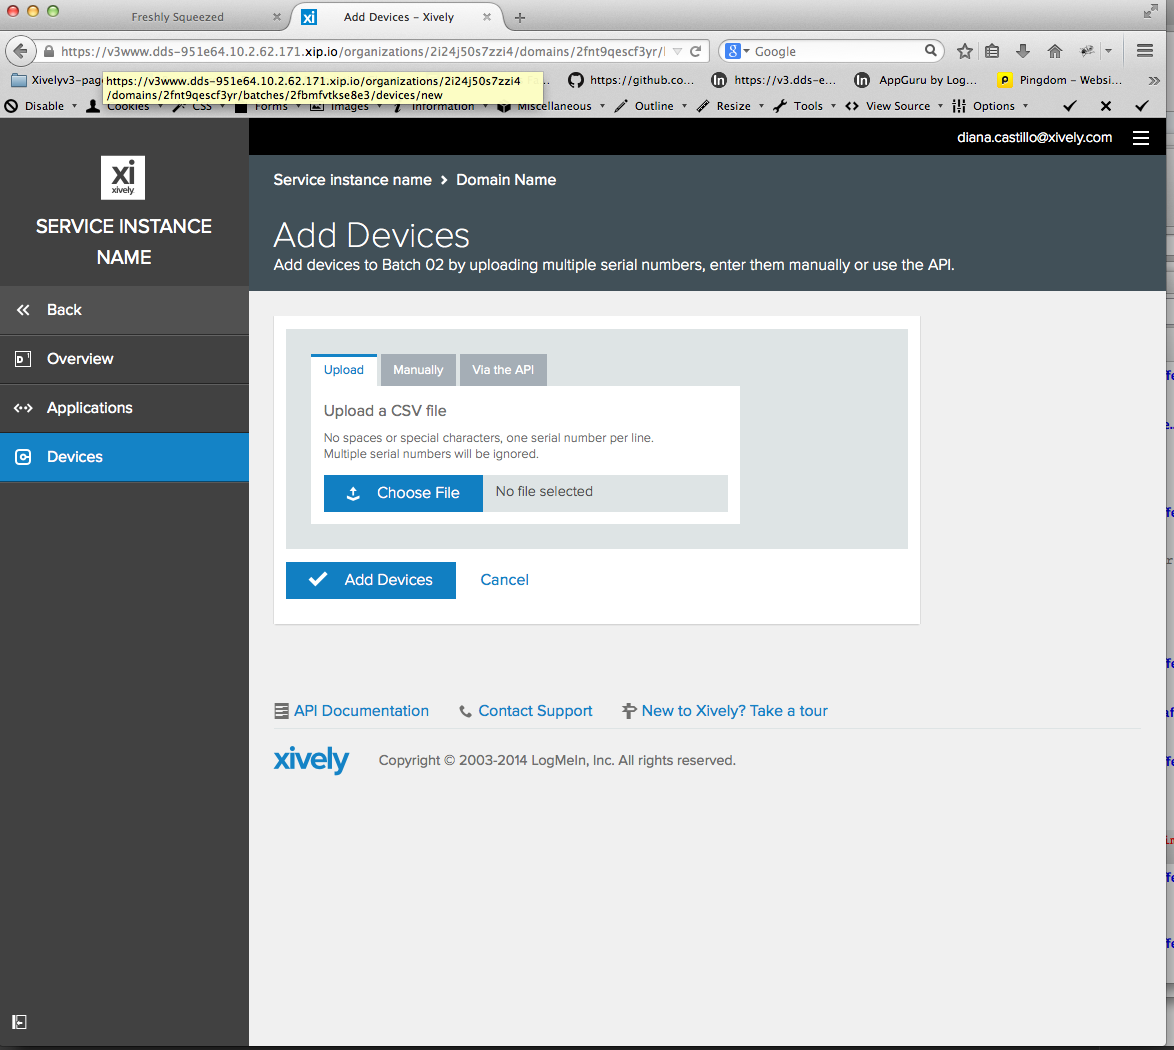 Freshly Squeezed
Add Devices – Xively
https://v3www.dds-951e64.10.2.62.171.xip.io/organizations/2i24j50s7zzi4/domains/2fnt9qescf3yr/
Google
Xivelyv3-pag
https://github.co...
https://v3.dds-e...
AppGuru by Log...
Pingdom – Websi...
https://v3www.dds-951e64.10.2.62.171.xip.io/organizations/2i24j50s7zzi4
/domains/2fnt9qescf3yr/batches/2fbmfvtkse8e3/devices/new
Disable
Cookies
CSS
Forms
Images
Information
Miscellaneous
Outline
Resize
Tools
View Source
Options
diana.castillo@xively.com
xi
xively
SERVICE INSTANCE
NAME
Back
Overview
Applications
Devices
Service instance name > Domain Name
Add Devices
Add devices to Batch 02 by uploading multiple serial numbers, enter them manually or use the API.
Upload
Manually
Via the API
Upload a CSV file
No spaces or special characters, one serial number per line.
Multiple serial numbers will be ignored.
Choose File
No file selected
Add Devices
Cancel
API Documentation
Contact Support
New to Xively? Take a tour
xively
Copyright © 2003-2014 LogMeIn, Inc. All rights reserved.